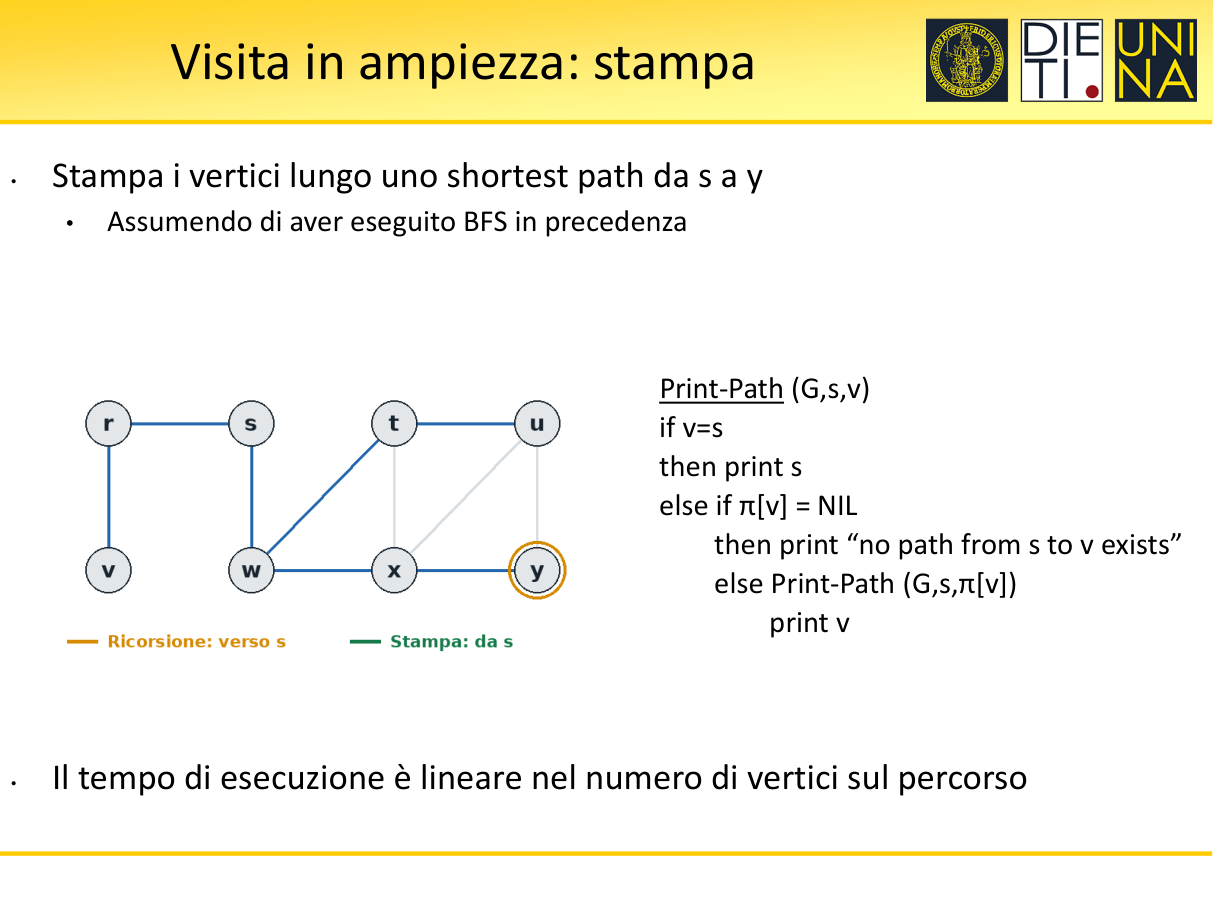 Visita in ampiezza: stampa
DIE
TI.
UNI
NA
• Stampa i vertici lungo uno shortest path da s a y
• Assumendo di aver eseguito BFS in precedenza
Print-Path (G,s,v)
if v=s
then print s
else if π[v] = NIL
then print “no path from s to v exists”
else Print-Path (G,s,π[v])
print v
r s t u
v w x y
Ricorsione: verso s
Stampa: da s
• Il tempo di esecuzione è lineare nel numero di vertici sul percorso